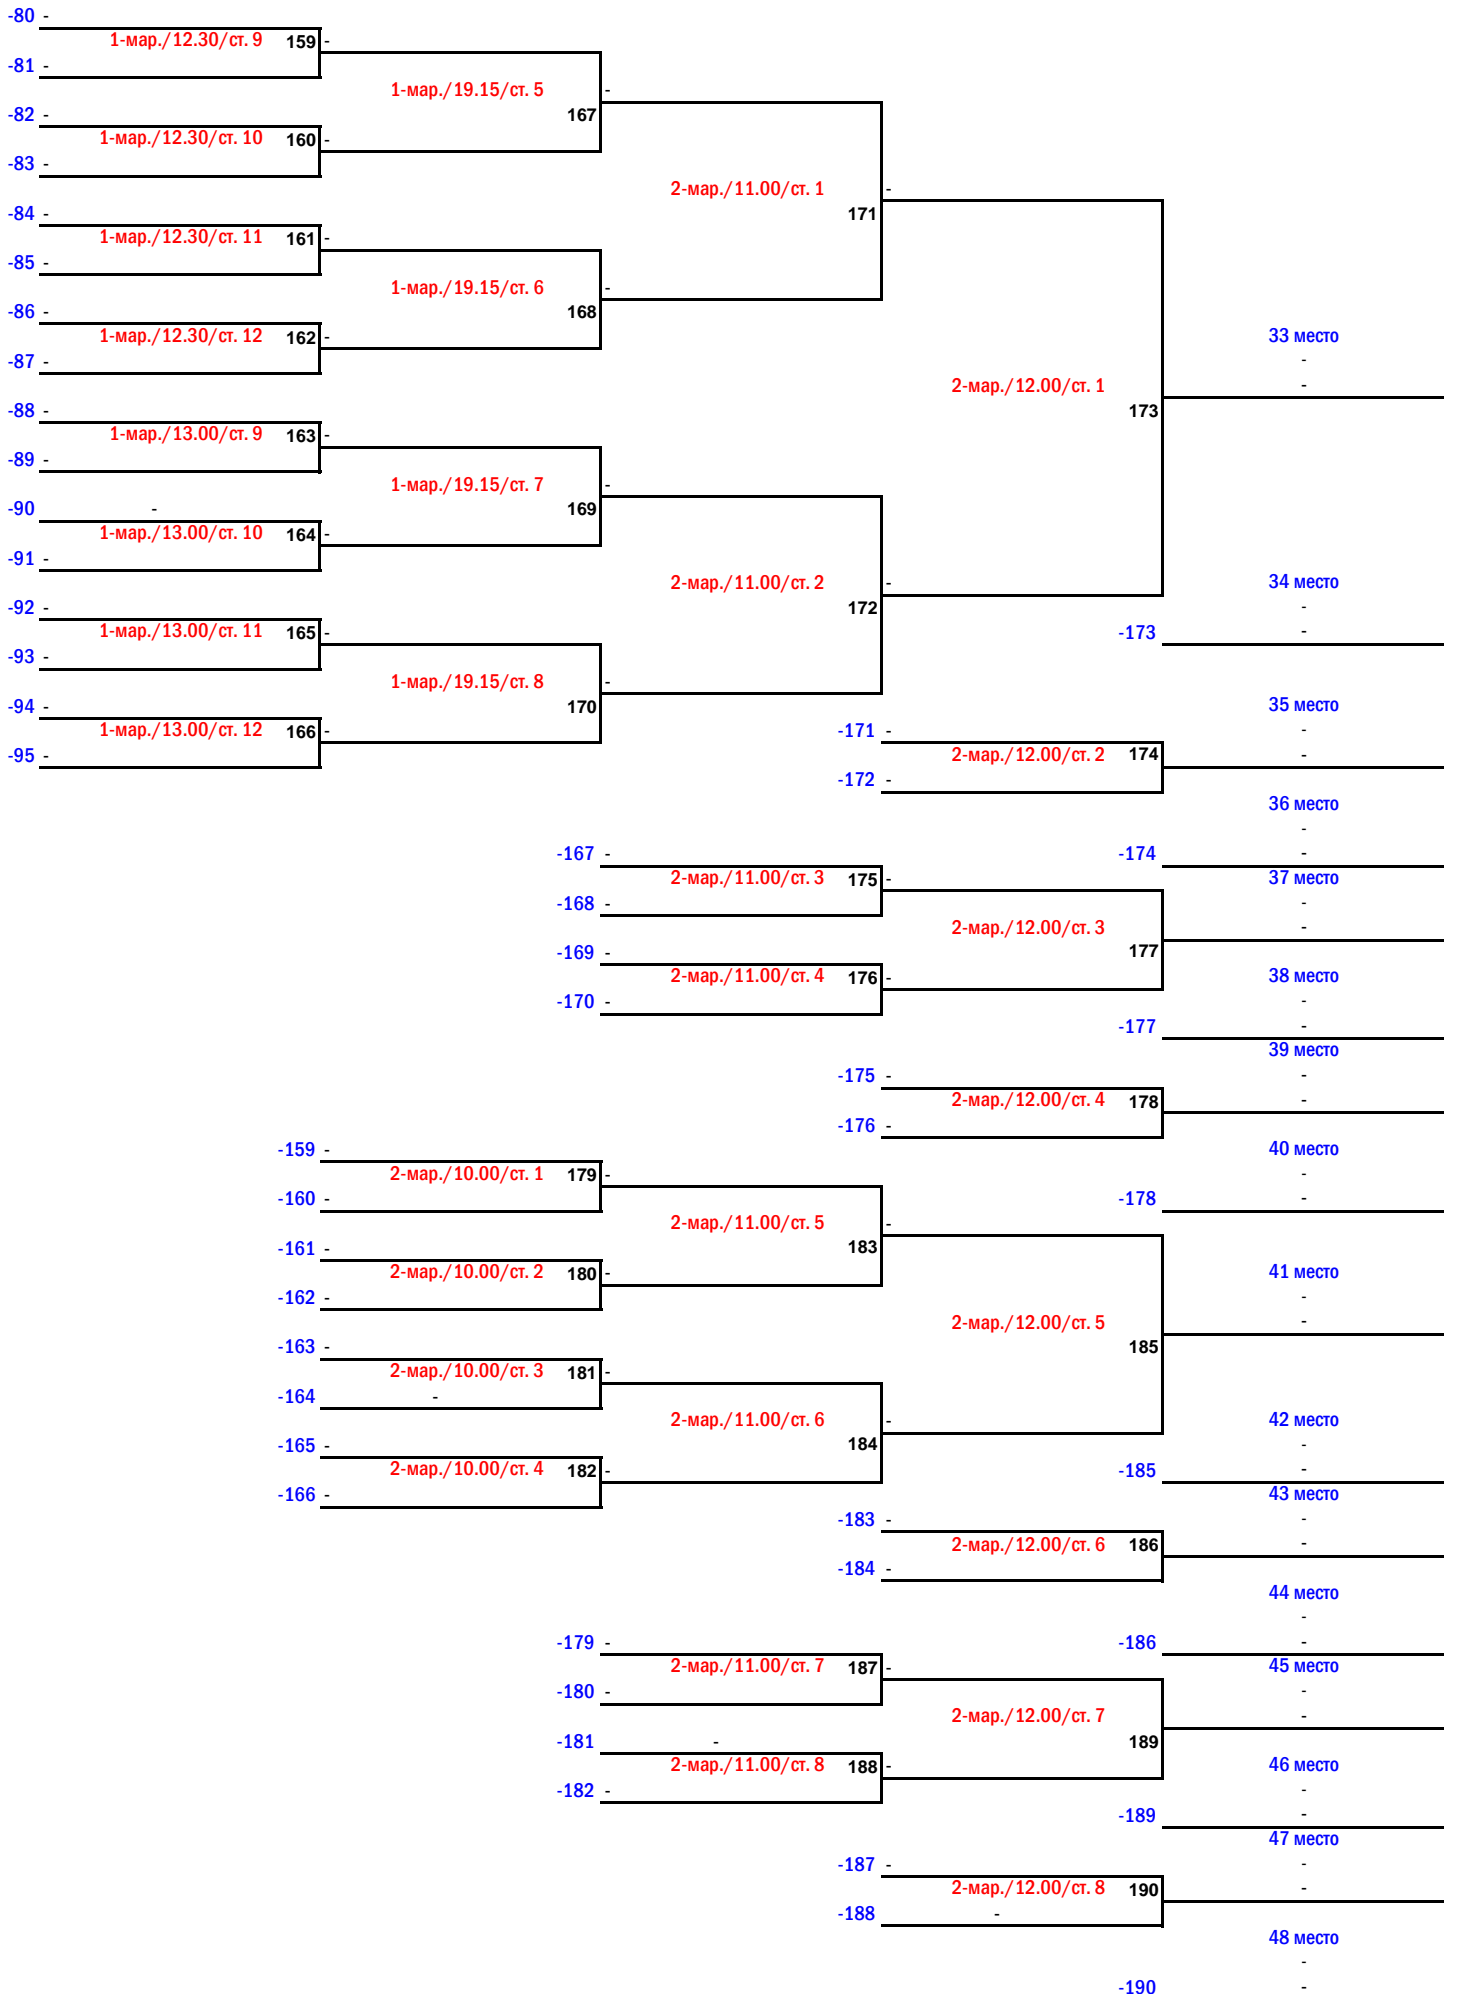 -80 -
1-мар./12.30/ст. 9 159 -
-81 -
1-мар./19.15/ст. 5 -
-82 - 167
1-мар./12.30/ст. 10 160 -
-83 -
2-мар./11.00/ст. 1 -
-84 - 171
1-мар./12.30/ст. 11 161 -
-85 -
1-мар./19.15/ст. 6 -
-86 - 168
1-мар./12.30/ст. 12 162 - 33 место
-87 - -
2-мар./12.00/ст. 1 -
-88 - 173
1-мар./13.00/ст. 9 163 -
-89 -
1-мар./19.15/ст. 7 -
-90 - 169
1-мар./13.00/ст. 10 164 -
-91 -
2-мар./11.00/ст. 2 - 34 место
-92 - 172 -
1-мар./13.00/ст. 11 165 - -173 -
-93 -
1-мар./19.15/ст. 8 -
-94 - 170 35 место
1-мар./13.00/ст. 12 166 - -171 - -
-95 - 2-мар./12.00/ст. 2 174 -
-172 -
36 место
-
-167 - -174 -
2-мар./11.00/ст. 3 175 - 37 место
-168 - -
2-мар./12.00/ст. 3 -
-169 - 177
2-мар./11.00/ст. 4 176 - 38 место
-170 - -
-177 -
39 место
-175 - -
2-мар./12.00/ст. 4 178 -
-176 -
-159 - 40 место
2-мар./10.00/ст. 1 179 - -
-160 - -178 -
2-мар./11.00/ст. 5 -
-161 - 183
2-мар./10.00/ст. 2 180 - 41 место
-162 - -
2-мар./12.00/ст. 5 -
-163 - 185
2-мар./10.00/ст. 3 181 -
-164 -
2-мар./11.00/ст. 6 - 42 место
-165 - 184 -
2-мар./10.00/ст. 4 182 - -185 -
-166 - 43 место
-183 - -
2-мар./12.00/ст. 6 186 -
-184 -
44 место
-
-179 - -186 -
2-мар./11.00/ст. 7 187 - 45 место
-180 - -
2-мар./12.00/ст. 7 -
-181 - 189
2-мар./11.00/ст. 8 188 - 46 место
-182 - -
-189 -
47 место
-187 - -
2-мар./12.00/ст. 8 190 -
-188 -
48 место
-
-190 -